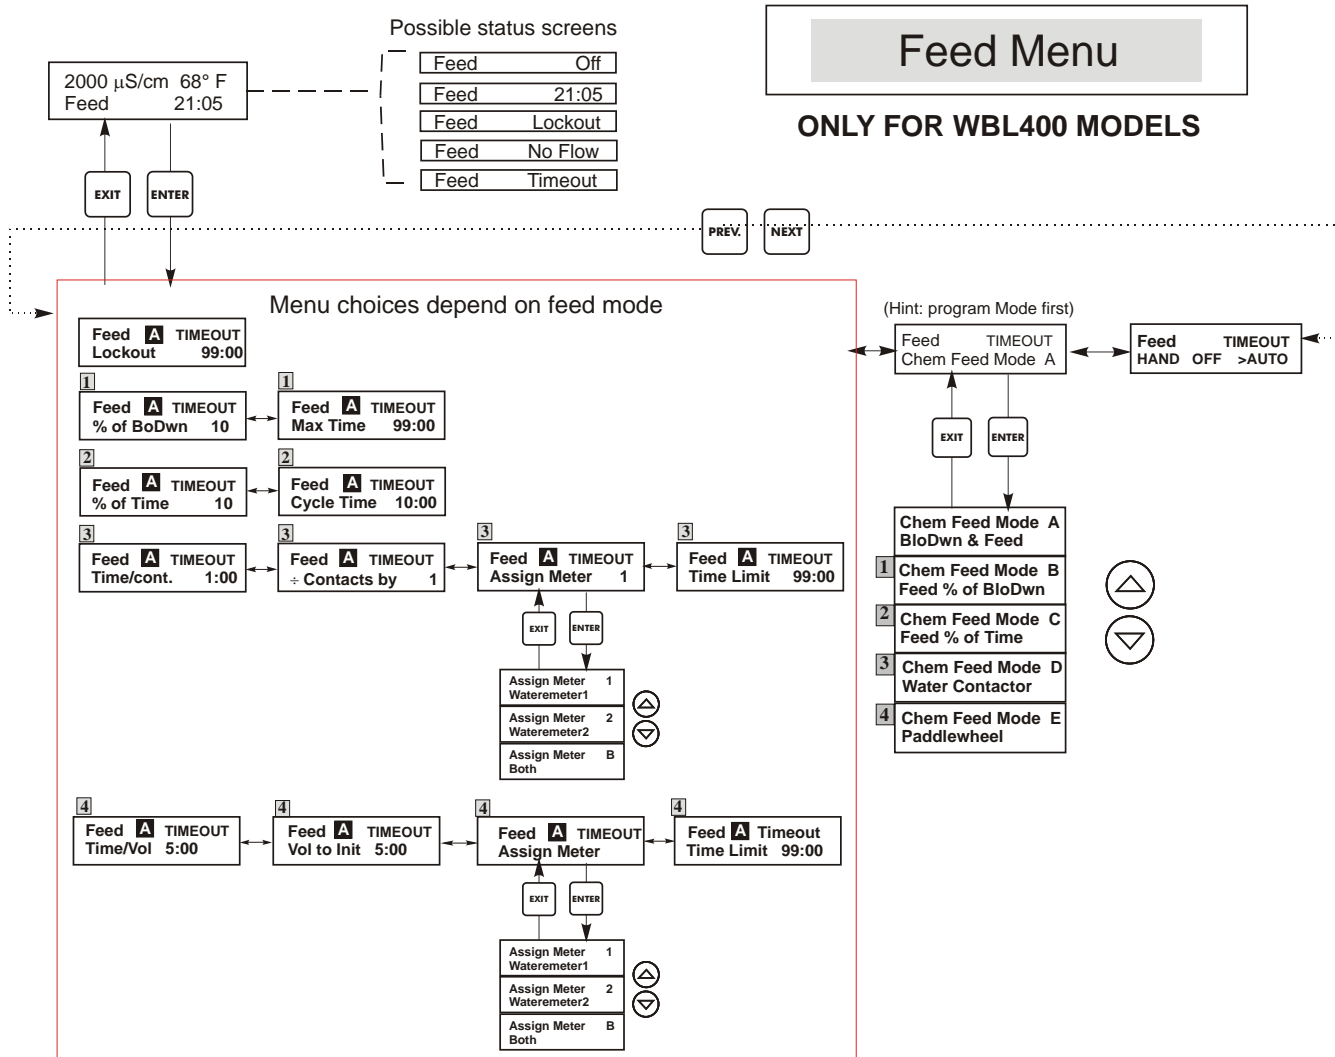 Possible status screens
Feed Menu
ONLY FOR WBL400 MODELS
2000 µS/cm 68° F
Feed 21:05
Feed Off
Feed 21:05
Feed Lockout
Feed No Flow
Feed Timeout
EXIT
ENTER
PREV.
NEXT
Menu choices depend on feed mode
(Hint: program Mode first)
Feed A TIMEOUT
Lockout 99:00
Feed TIMEOUT
Chem Feed Mode A
Feed TIMEOUT
HAND OFF >AUTO
1
Feed A TIMEOUT
% of BoDwn 10
1
Feed A TIMEOUT
Max Time 99:00
EXIT
ENTER
2
Feed A TIMEOUT
% of Time 10
2
Feed A TIMEOUT
Cycle Time 10:00
3
Feed A TIMEOUT
Time/cont. 1:00
3
Feed A TIMEOUT
÷ Contacts by 1
3
Feed A TIMEOUT
Assign Meter 1
3
Feed A TIMEOUT
Time Limit 99:00
Chem Feed Mode A
BloDwn & Feed
1
Chem Feed Mode B
Feed % of BloDwn
2
Chem Feed Mode C
Feed % of Time
3
Chem Feed Mode D
Water Contactor
4
Chem Feed Mode E
Paddlewheel
EXIT
ENTER
Assign Meter 1
Wateremeter1
Assign Meter 2
Wateremeter2
Assign Meter B
Both
4
Feed A TIMEOUT
Time/Vol 5:00
4
Feed A TIMEOUT
Vol to Init 5:00
4
Feed A TIMEOUT
Assign Meter
4
Feed A Timeout
Time Limit 99:00
EXIT
ENTER
Assign Meter 1
Wateremeter1
Assign Meter 2
Wateremeter2
Assign Meter B
Both